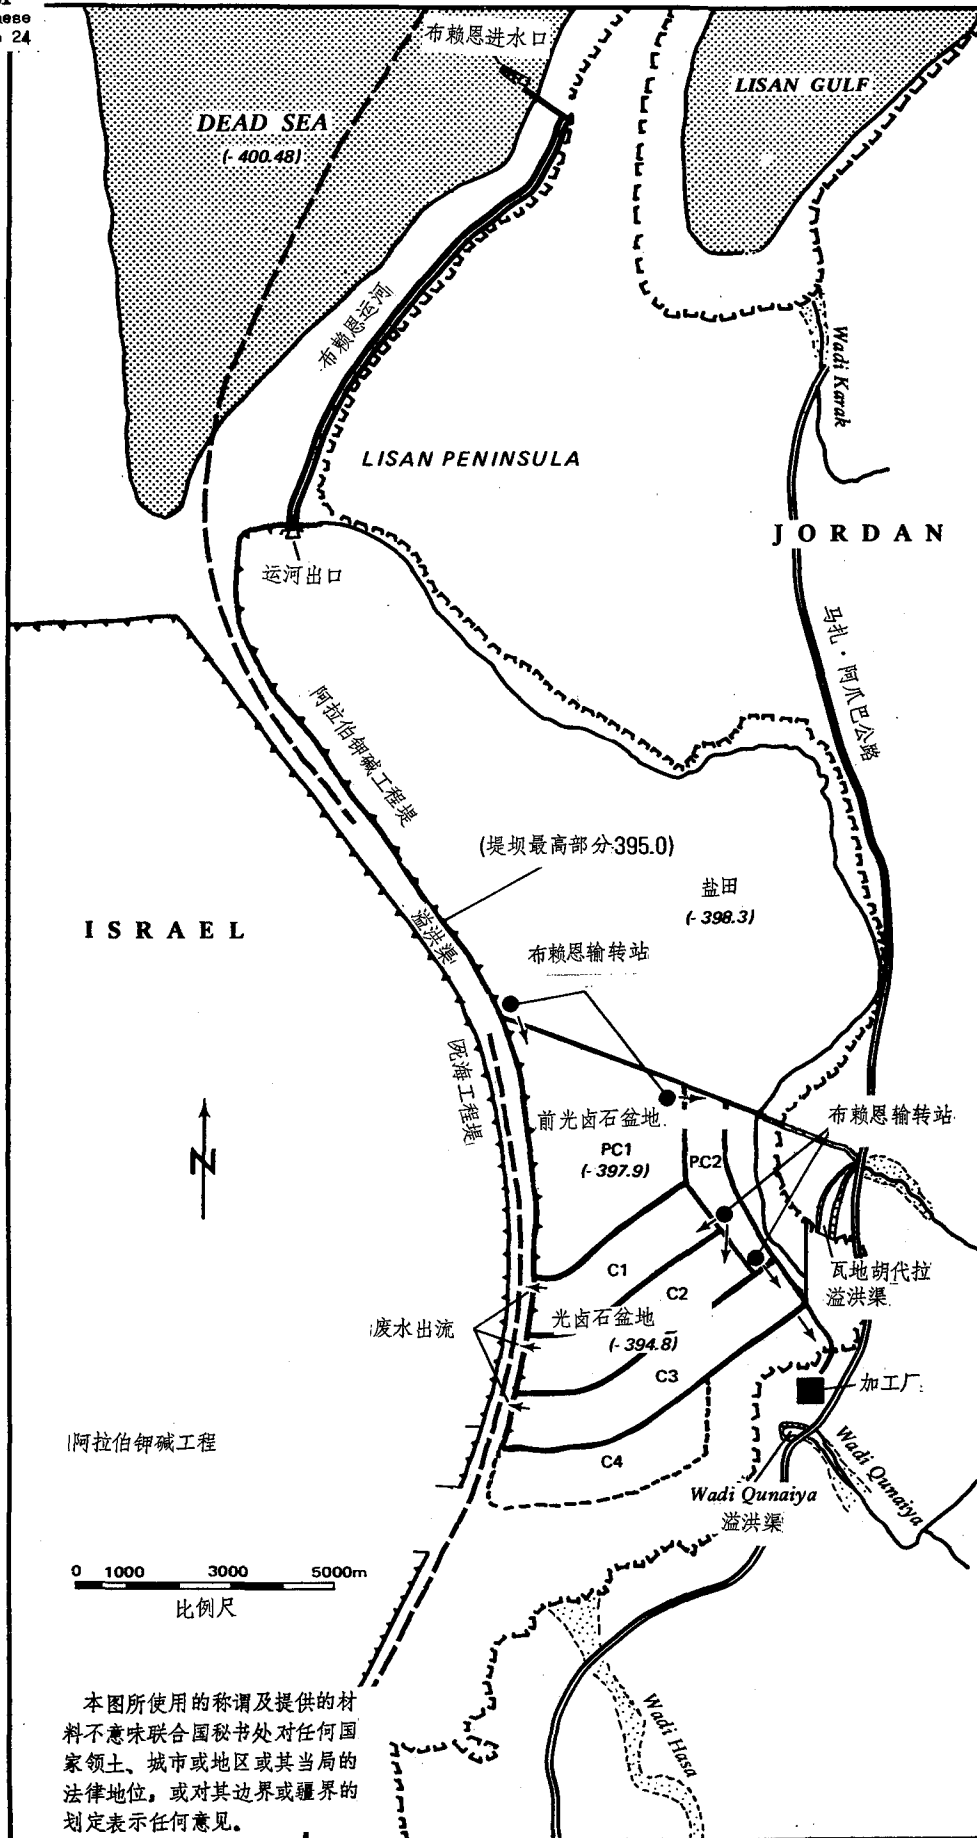 24
布赖恩进水口
LISAN GULF
DEAD SEA
(-400.48)
布赖恩运河
Wadi Karak
LISAN PENINSULA
JORDAN
运河出口
马扎·阿爪巴公路
阿拉伯钾碱工程堤
(堤坝最高部分-395.0)
盐田
(-398.3)
ISRAEL
溢洪渠
布赖恩输转站
死海工程堤
前光卤石盆地
布赖恩输转站
PC1
(-397.9)
PC2
N
C1
瓦地胡代拉
溢洪渠
C2
废水出流
光卤石盆地
(-394.8)
C3
加工厂
阿拉伯钾碱工程
C4
Wadi Qunaiya
Wadi Qunaiya
溢洪渠
0 1000 3000 5000m
比例尺
Wadi Hasa
本图所使用的称谓及提供的材
料不意味联合国秘书处对任何国
家领土、城市或地区或其当局的
法律地位，或对其边界或疆界的
划定表示任何意见。